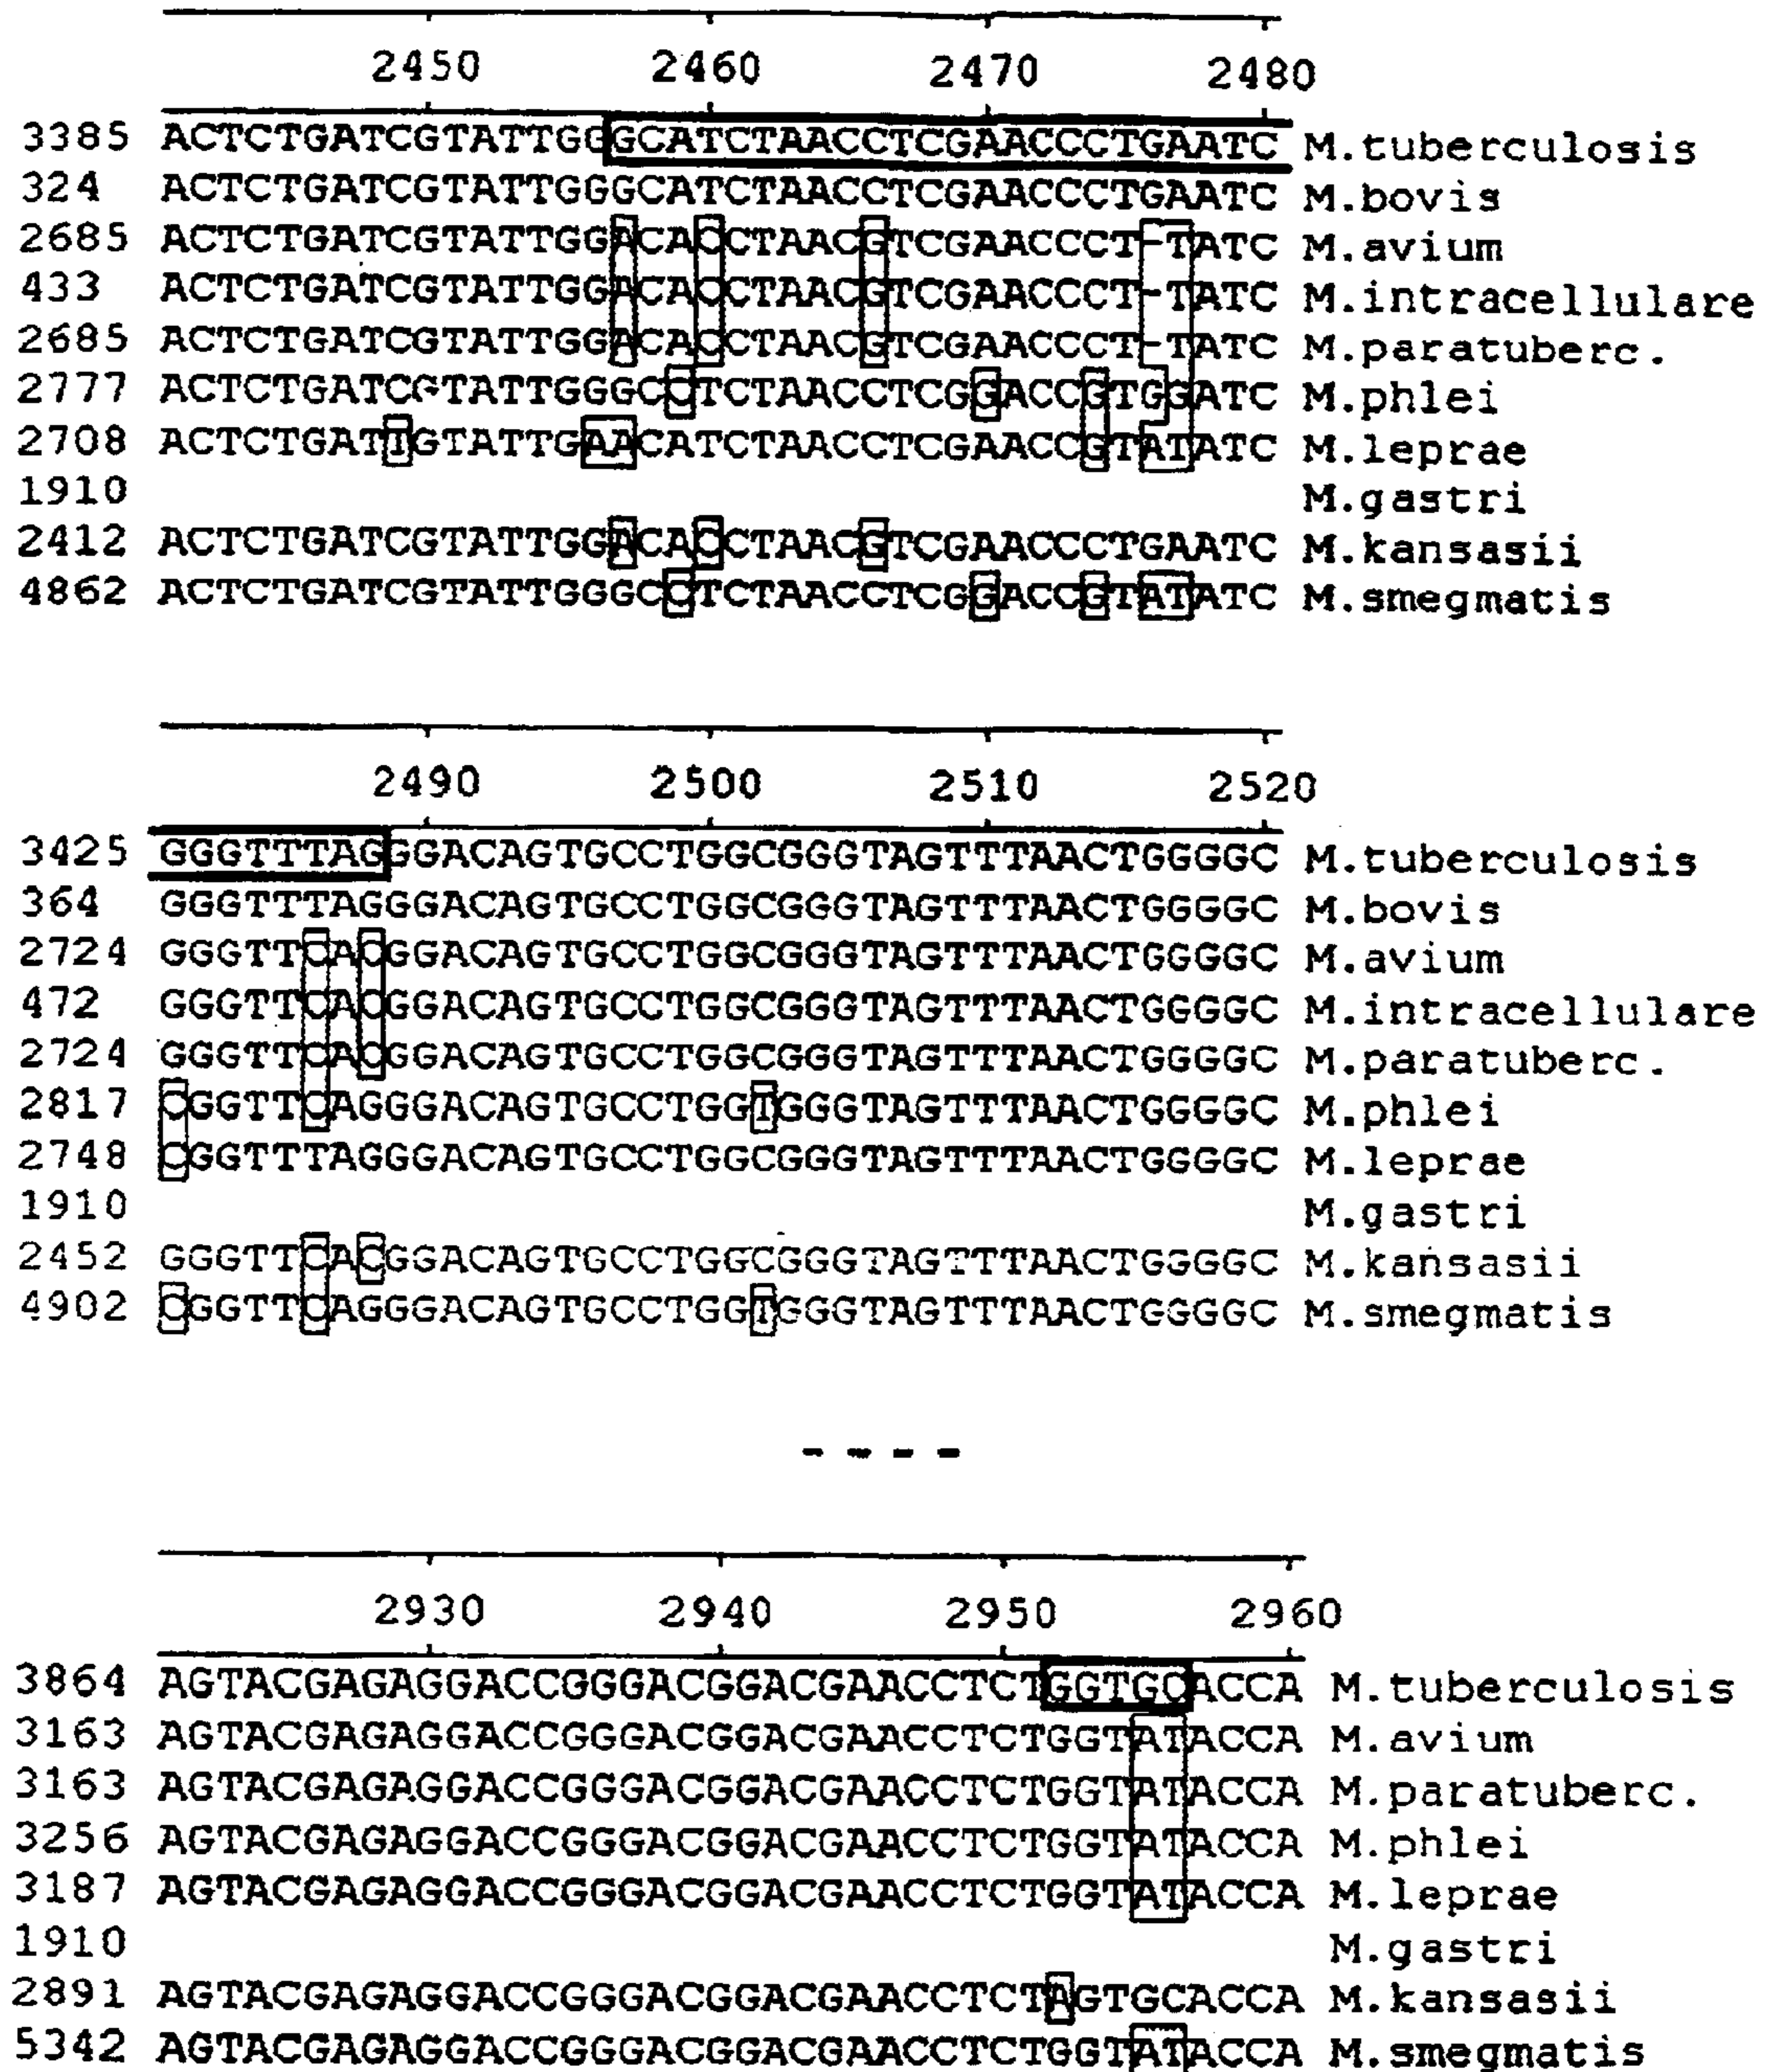 2450 2460 2470 2480
3385 ACTCTGATCGTATTGGGCATCTAACCTCGAACCCTGAATC M.tuberculosis
324 ACTCTGATCGTATTGGGCATCTAACCTCGAACCCTGAATC M.bovis
2685 ACTCTGATCGTATTGGACACCTAACGTCGAACCCT-TATC M.avium
433 ACTCTGATCGTATTGGACACCTAACGTCGAACCCT-TATC M.intracellulare
2685 ACTCTGATCGTATTGGACACCTAACGTCGAACCCT-TATC M.paratuberc.
2777 ACTCTGATCGTATTGGGCCTCTAACCTCGGACCGTGGATC M.phlei
2708 ACTCTGATTGTATTGAACATCTAACCTCGAACCGTATATC M.leprae
1910 M.gastri
2412 ACTCTGATCGTATTGGACACCTAACGTCGAACCCTGAATC M.kansasii
4862 ACTCTGATCGTATTGGGCCTCTAACCTCGGACCGTATATC M.smegmatis
2490 2500 2510 2520
3425 GGGTTTAGGGACAGTGCCTGGCGGGTAGTTTAACTGGGGC M.tuberculosis
364 GGGTTTAGGGACAGTGCCTGGCGGGTAGTTTAACTGGGGC M.bovis
2724 GGGTTCACGGACAGTGCCTGGCGGGTAGTTTAACTGGGGC M.avium
472 GGGTTCACGGACAGTGCCTGGCGGGTAGTTTAACTGGGGC M.intracellulare
2724 GGGTTCACGGACAGTGCCTGGCGGGTAGTTTAACTGGGGC M.paratuberc.
2817 CGGTTCAGGGACAGTGCCTGGTGGGTAGTTTAACTGGGGC M.phlei
2748 CGGTTTAGGGACAGTGCCTGGCGGGTAGTTTAACTGGGGC M.leprae
1910 M.gastri
2452 GGGTTCACGGACAGTGCCTGGCGGGTAGTTTAACTGGGGC M.kansasii
4902 CGGTTCAGGGACAGTGCCTGGTGGGTAGTTTAACTGGGGC M.smegmatis
- - - -
2930 2940 2950 2960
3864 AGTACGAGAGGACCGGGACGGACGAACCTCTGGTGCACCA M.tuberculosis
3163 AGTACGAGAGGACCGGGACGGACGAACCTCTGGTATACCA M.avium
3163 AGTACGAGAGGACCGGGACGGACGAACCTCTGGTATACCA M.paratuberc.
3256 AGTACGAGAGGACCGGGACGGACGAACCTCTGGTATACCA M.phlei
3187 AGTACGAGAGGACCGGGACGGACGAACCTCTGGTATACCA M.leprae
1910 M.gastri
2891 AGTACGAGAGGACCGGGACGGACGAACCTCTAGTGCACCA M.kansasii
5342 AGTACGAGAGGACCGGGACGGACGAACCTCTGGTATACCA M.smegmatis